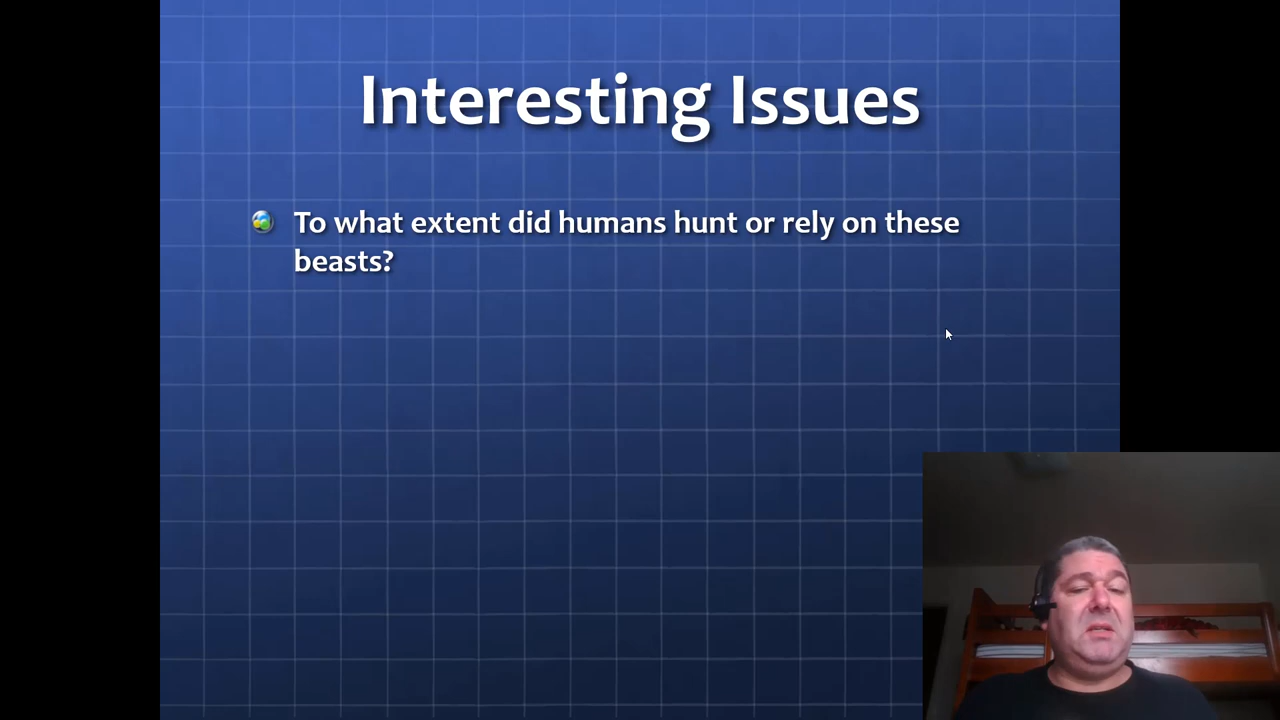 Interesting Issues
To what extent did humans hunt or rely on these
beasts?